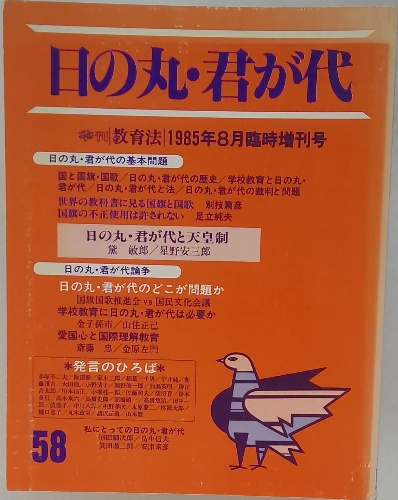 日の丸・君が代
季刊 教育法 1985年8月臨時増刊号
日の丸・君が代の基本問題
国と国旗・国歌／日の丸・君が代の歴史／学校教育と日の丸・
君が代／日の丸・君が代と法／日の丸・君が代の裁判と問題
世界の教科書に見る国旗と国歌 別技篤彦
国旗の不正使用は許されない 足立純夫
日の丸・君が代と天皇制
黛 敏郎／星野安三郎
日の丸・君が代論争
日の丸・君が代のどこが問題か
国旗国歌推進会 vs 国民文化会議
学校教育に日の丸・君が代は必要か
金子孫市／山住正己
愛国心と国際理解教育
斎藤 忠／金原左門
*発言のひろば*
私にとっての日の丸・君が代
58